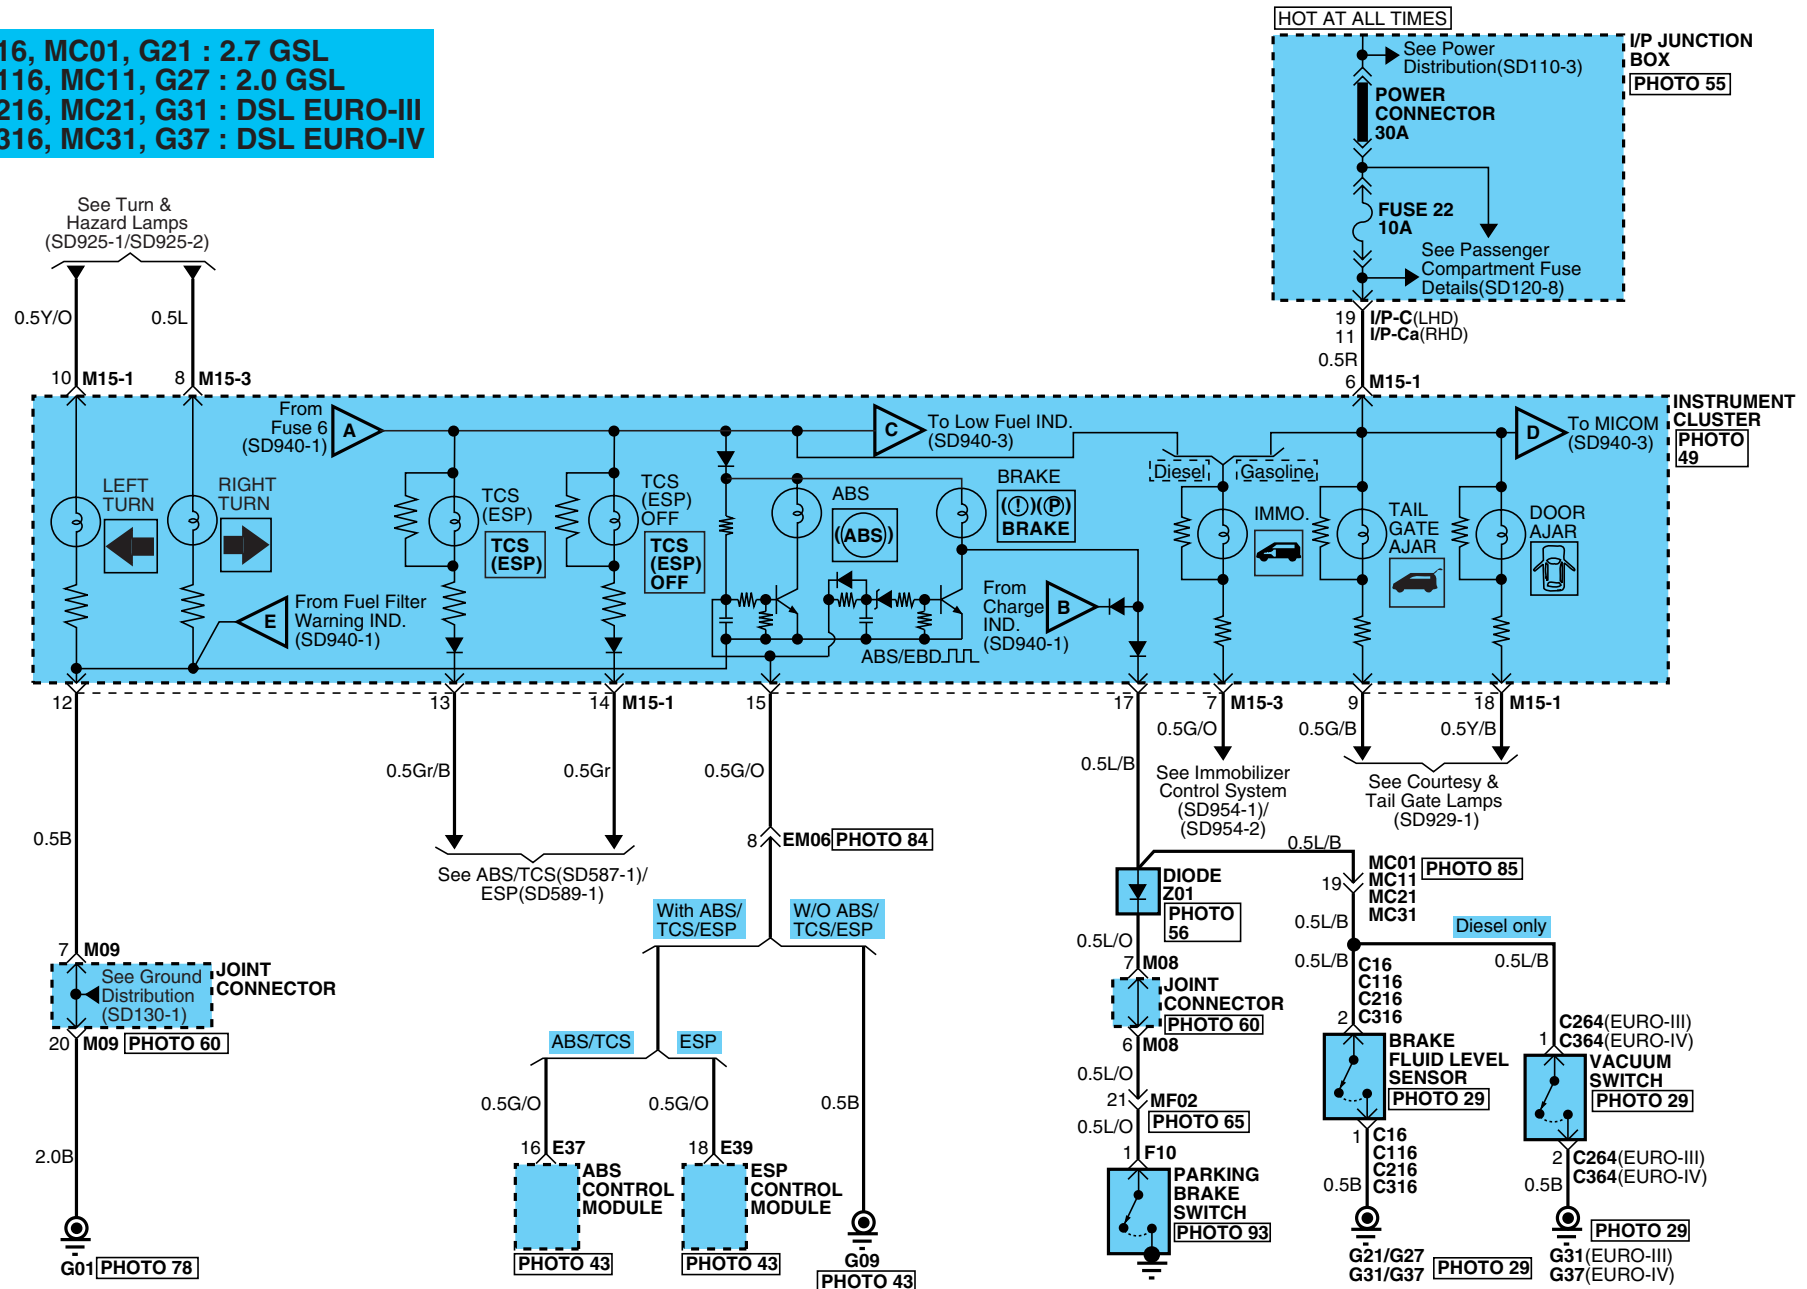 16, MC01, G21 : 2.7 GSL
116, MC11, G27 : 2.0 GSL
216, MC21, G31 : DSL EURO-III
316, MC31, G37 : DSL EURO-IV
HOT AT ALL TIMES
See Power
Distribution(SD110-3)
I/P JUNCTION
BOX
PHOTO 55
POWER
CONNECTOR
30A
FUSE 22
10A
See Passenger
Compartment Fuse
Details(SD120-8)
19 I/P-C(LHD)
11 I/P-Ca(RHD)
0.5R
6 M15-1
See Turn &
Hazard Lamps
(SD925-1/SD925-2)
0.5Y/O
0.5L
10 M15-1
8 M15-3
INSTRUMENT
CLUSTER
PHOTO
49
From
Fuse 6
(SD940-1)
A
C
To Low Fuel IND.
(SD940-3)
D
To MICOM
(SD940-3)
Diesel
Gasoline
LEFT
TURN
RIGHT
TURN
TCS
(ESP)
TCS
(ESP)
TCS
(ESP)
OFF
TCS
(ESP)
OFF
ABS
(ABS)
BRAKE
(!)(P)
BRAKE
IMMO.
TAIL
GATE
AJAR
DOOR
AJAR
E
From Fuel Filter
Warning IND.
(SD940-1)
From
Charge
IND.
(SD940-1)
B
ABS/EBD
12
13
14 M15-1
15
17
7 M15-3
9
18 M15-1
0.5G/O
0.5G/B
0.5Y/B
0.5Gr/B
0.5Gr
0.5G/O
0.5L/B
See Immobilizer
Control System
(SD954-1)/
(SD954-2)
See Courtesy &
Tail Gate Lamps
(SD929-1)
0.5B
8 EM06 PHOTO 84
See ABS/TCS(SD587-1)/
ESP(SD589-1)
0.5L/B
DIODE
Z01
PHOTO
56
19
MC01
MC11
MC21
MC31
PHOTO 85
With ABS/
TCS/ESP
W/O ABS/
TCS/ESP
0.5L/B
Diesel only
0.5L/O
7 M09
See Ground
Distribution
(SD130-1)
JOINT
CONNECTOR
20 M09 PHOTO 60
7 M08
JOINT
CONNECTOR
PHOTO 60
6 M08
0.5L/B
C16
C116
C216
C316
2
0.5L/B
BRAKE
FLUID LEVEL
SENSOR
PHOTO 29
1
C264(EURO-III)
C364(EURO-IV)
VACUUM
SWITCH
PHOTO 29
ABS/TCS
ESP
0.5G/O
0.5G/O
0.5B
0.5L/O
21 MF02
PHOTO 65
0.5L/O
1 F10
PARKING
BRAKE
SWITCH
PHOTO 93
1 C16
C116
C216
C316
0.5B
2 C264(EURO-III)
C364(EURO-IV)
0.5B
16 E37
ABS
CONTROL
MODULE
PHOTO 43
18 E39
ESP
CONTROL
MODULE
PHOTO 43
2.0B
G01 PHOTO 78
G09
PHOTO 43
G21/G27
G31/G37
PHOTO 29
PHOTO 29
G31(EURO-III)
G37(EURO-IV)